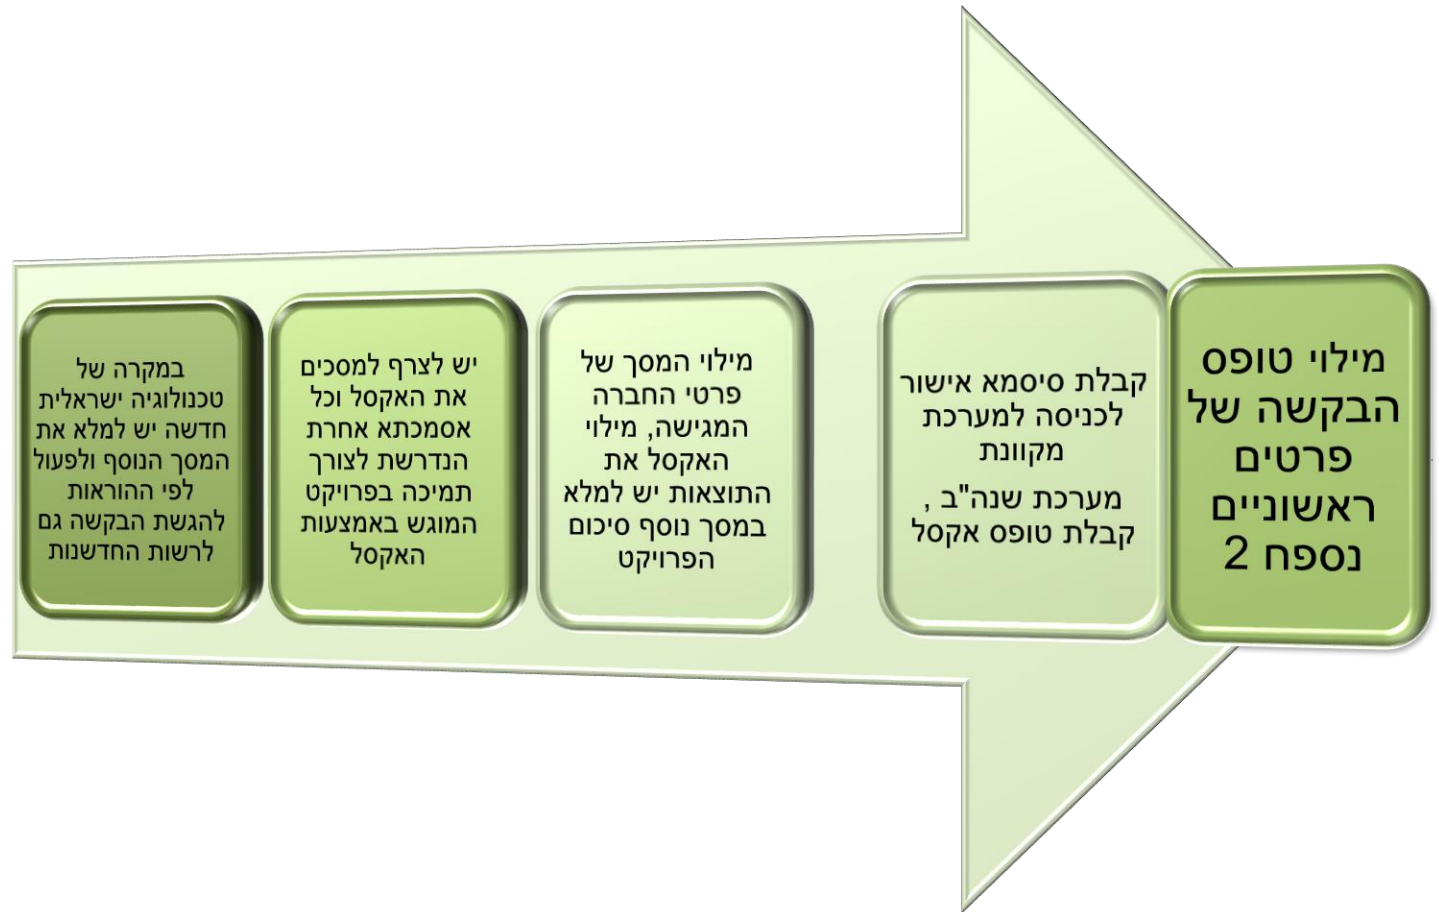 מילוי טופס
הבקשה של
פרטים
ראשוניים
נספח 2
קבלת סיסמא אישור
לכניסה למערכת
מקוונת
מערכת שנה"ב ,
קבלת טופס אקסל
מילוי המסך של
פרטי החברה
המגישה, מילוי
האקסל את
התוצאות יש למלא
במסך נוסף סיכום
הפרויקט
יש לצרף למסכים
את האקסל וכל
אסמכתא אחרת
הנדרשת לצורך
תמיכה בפרויקט
המוגש באמצעות
האקסל
במקרה של
טכנולוגיה ישראלית
חדשה יש למלא את
המסך הנוסף ולפעול
לפי ההוראות
להגשת הבקשה גם
לרשות החדשנות